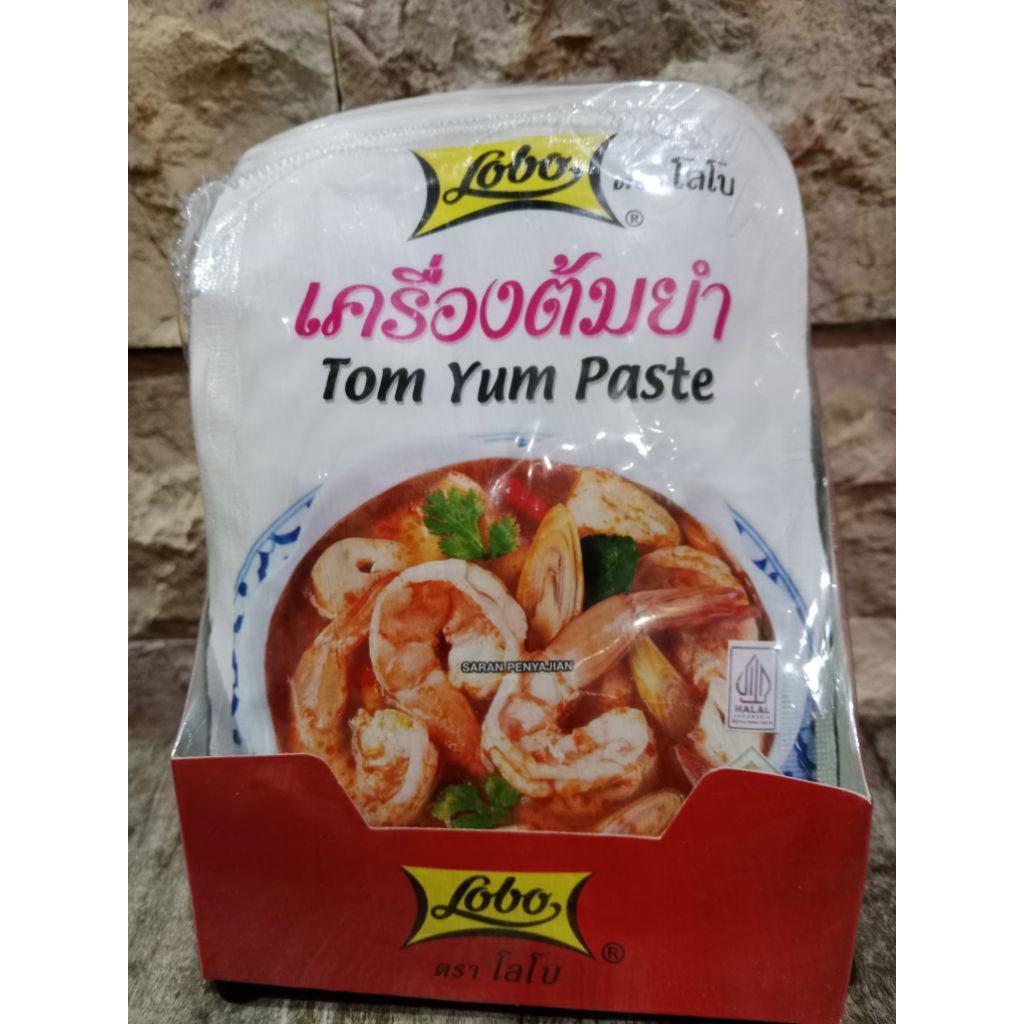 Lobo
ตรา โลโบ
®
เครื่องต้มยำ
Tom Yum Paste
SARAN PENYAJIAN
HALAL
INDONESIA
Lobo
®
ตรา โลโบ